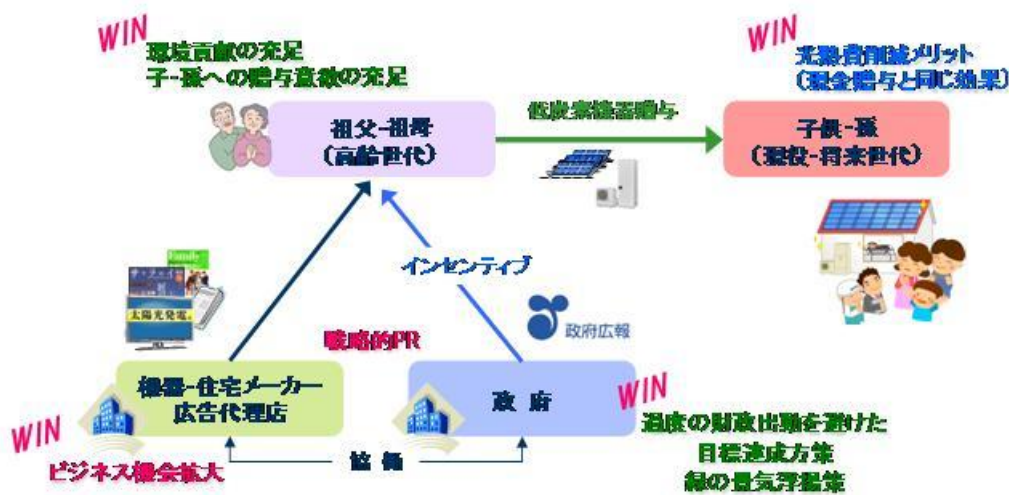 WIN
環境貢献の充足
子・孫への贈与意欲の充足
WIN
光熱費削減メリット
(現金贈与と同じ効果)
祖父・祖母
(高齢世代)
低炭素機器贈与
子供・孫
(現役・将来世代)
インセンティブ
Family
太陽光発電。
政府広報
戦略的PR
機器・住宅メーカー
広告代理店
政 府
WIN
WIN
過度の財政出動を避けた
目標達成方策
緑の景気浮揚策
協 働
ビジネス機会拡大